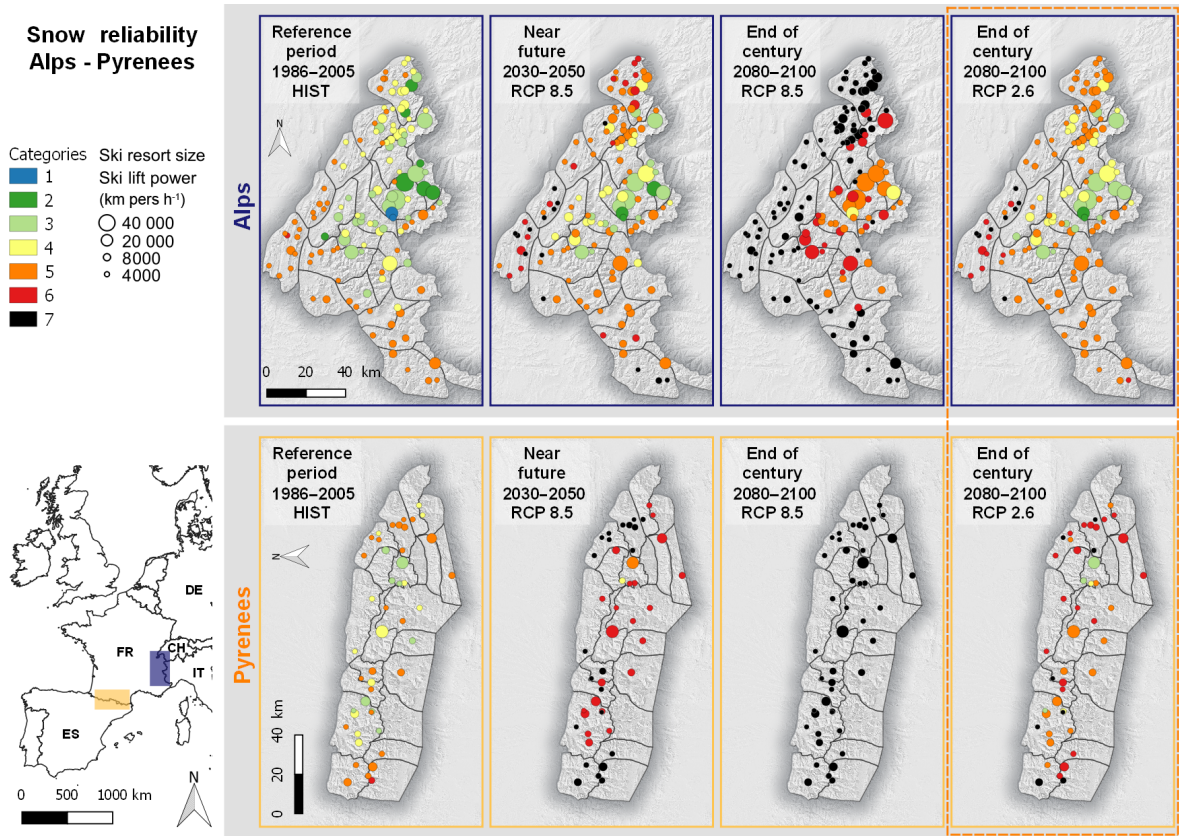 Snow reliability
Alps - Pyrenees
Categories
1
2
3
4
5
6
7
Ski resort size
Ski lift power
(km pers h⁻¹)
40 000
20 000
8000
4000
Alps
Reference
period
1986–2005
HIST
N
0 20 40 km
Near
future
2030–2050
RCP 8.5
End of
century
2080–2100
RCP 8.5
End of
century
2080–2100
RCP 2.6
Pyrenees
Reference
period
1986–2005
HIST
N
0 20 40 km
Near
future
2030–2050
RCP 8.5
End of
century
2080–2100
RCP 8.5
End of
century
2080–2100
RCP 2.6
DE
FR
CH
IT
ES
N
0 500 1000 km